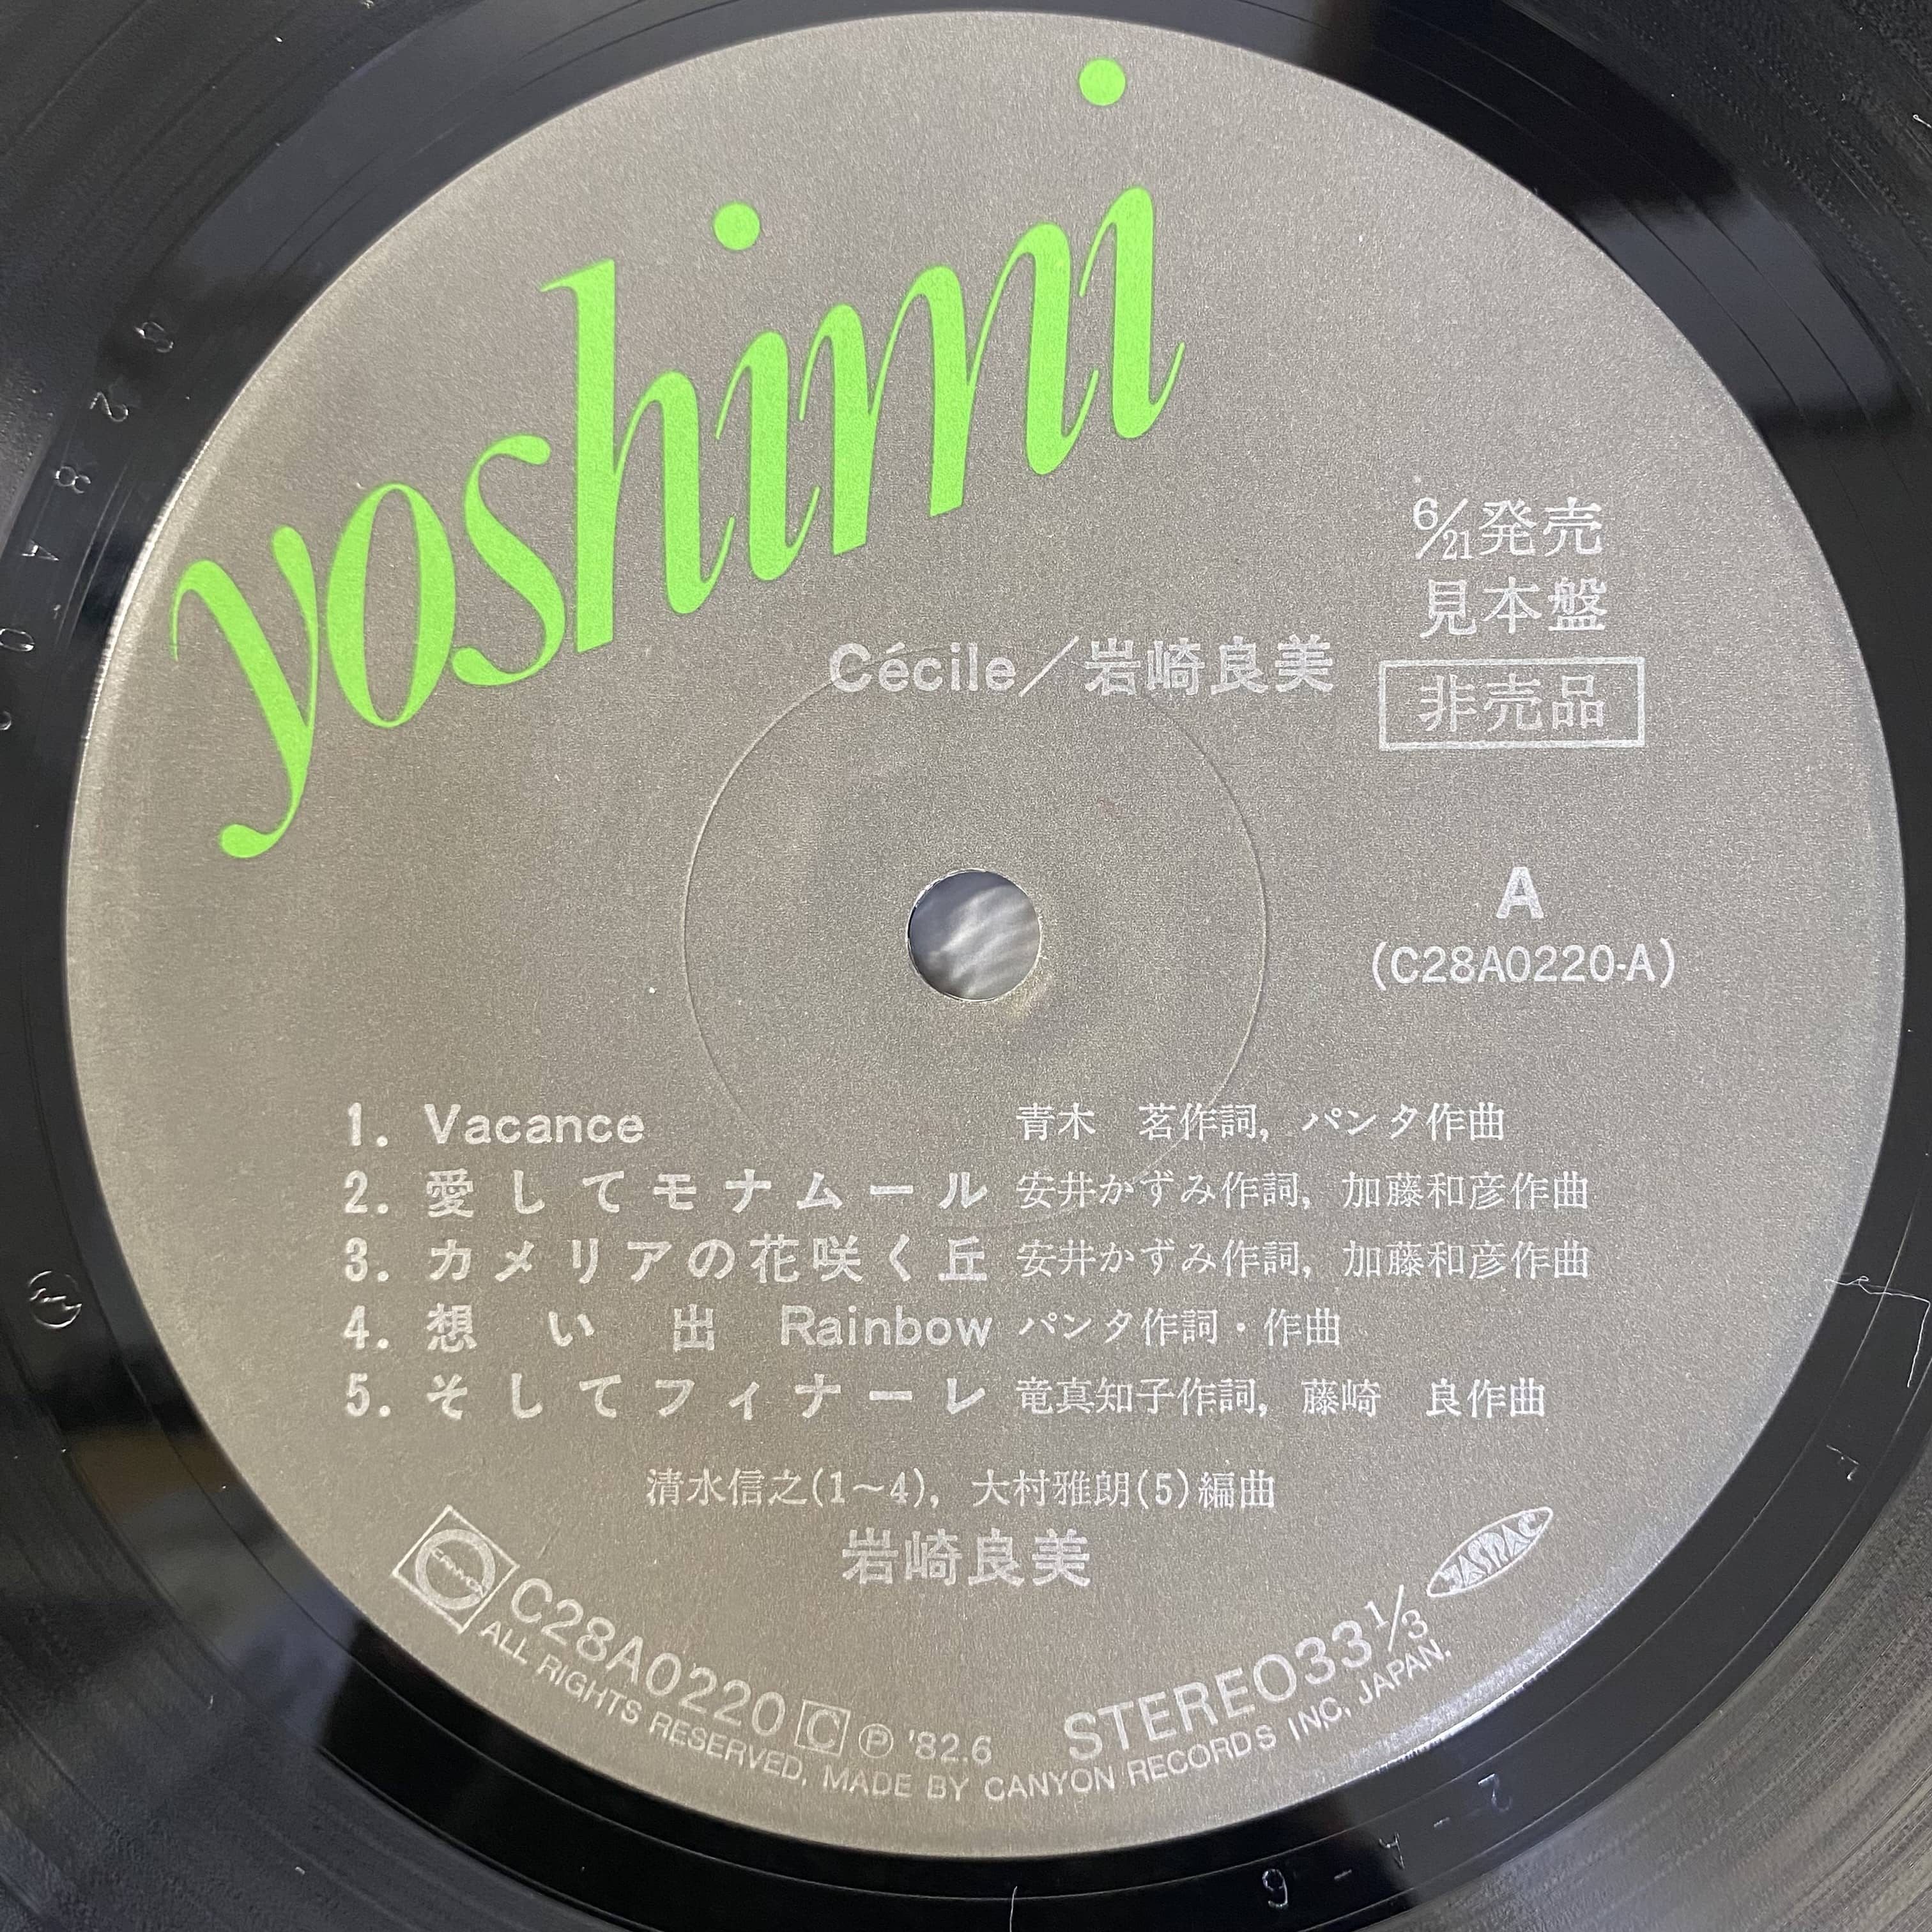 yoshimi
6/21発売
見本盤
Cécile／岩崎良美
非売品
A
(C28A0220-A)
1. Vacance 青木 茗作詞, パンタ作曲
2. 愛してモナムール 安井かずみ作詞, 加藤和彦作曲
3. カメリアの花咲く丘 安井かずみ作詞, 加藤和彦作曲
4. 想い出 Rainbow パンタ作詞・作曲
5. そしてフィナーレ 竜真知子作詞, 藤崎 良作曲
清水信之(1〜4), 大村雅朗(5)編曲
岩崎良美
CANYON
JASRAC
C28A0220 C Ⓟ '82.6 STEREO33 1/3
ALL RIGHTS RESERVED, MADE BY CANYON RECORDS INC, JAPAN.